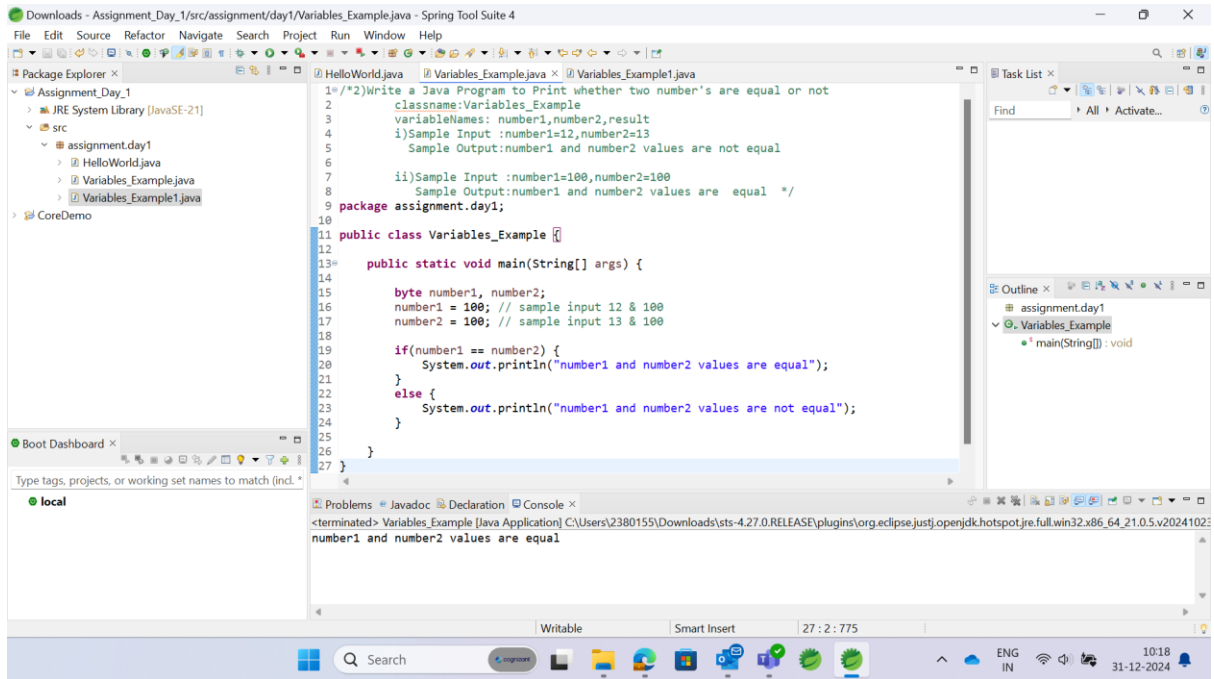 Downloads - Assignment_Day_1/src/assignment/day1/Variables_Example.java - Spring Tool Suite 4
File Edit Source Refactor Navigate Search Project Run Window Help
Package Explorer
Assignment_Day_1
JRE System Library [JavaSE-21]
src
assignment.day1
HelloWorld.java
Variables_Example.java
Variables_Example1.java
CoreDemo
Boot Dashboard
Type tags, projects, or working set names to match (incl. *
local
HelloWorld.java Variables_Example.java Variables_Example1.java
1 /*2)Write a Java Program to Print whether two number's are equal or not
2 classname:Variables_Example
3 variableNames: number1,number2,result
4 i)Sample Input :number1=12,number2=13
5 Sample Output:number1 and number2 values are not equal
6
7 ii)Sample Input :number1=100,number2=100
8 Sample Output:number1 and number2 values are  equal  */
9 package assignment.day1;
10
11 public class Variables_Example {
12
13 public static void main(String[] args) {
14
15 byte number1, number2;
16 number1 = 100; // sample input 12 & 100
17 number2 = 100; // sample input 13 & 100
18
19 if(number1 == number2) {
20 System.out.println("number1 and number2 values are equal");
21 }
22 else {
23 System.out.println("number1 and number2 values are not equal");
24 }
25
26 }
27 }
Task List
Find All Activate...
Outline
assignment.day1
Variables_Example
main(String[]) : void
Problems Javadoc Declaration Console
<terminated> Variables_Example [Java Application] C:\Users\2380155\Downloads\sts-4.27.0.RELEASE\plugins\org.eclipse.justj.openjdk.hotspot.jre.full.win32.x86_64_21.0.5.v20241023
number1 and number2 values are equal
Writable Smart Insert 27 : 2 : 775
Search
cognizant
ENG
IN
10:18
31-12-2024